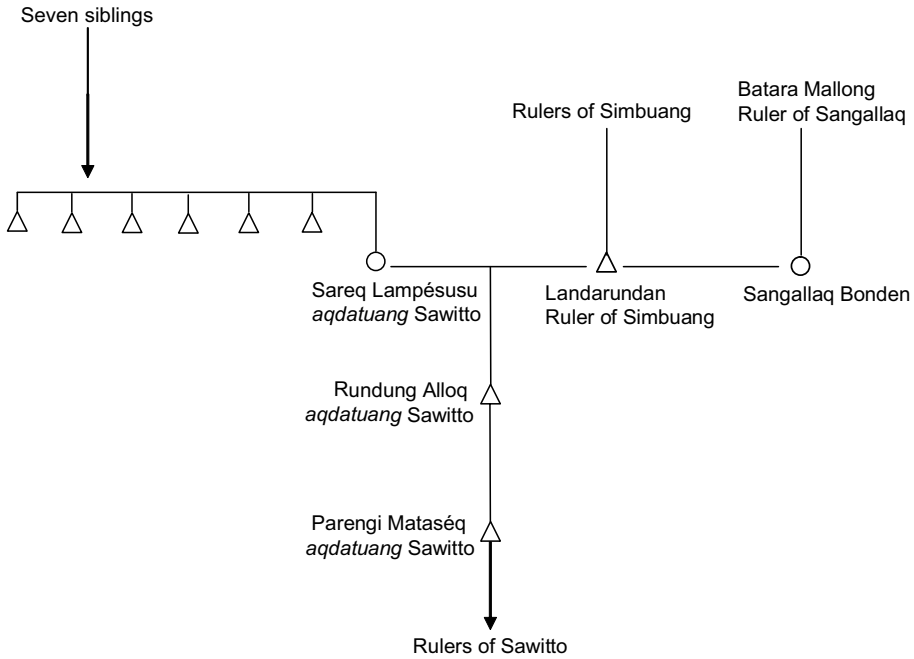 Seven siblings
Batara Mallong
Ruler of Sangallaq
Rulers of Simbuang
Sareq Lampésusu
aqdatuang Sawitto
Landarundan
Ruler of Simbuang
Sangallaq Bonden
Rundung Alloq
aqdatuang Sawitto
Parengi Mataséq
aqdatuang Sawitto
Rulers of Sawitto